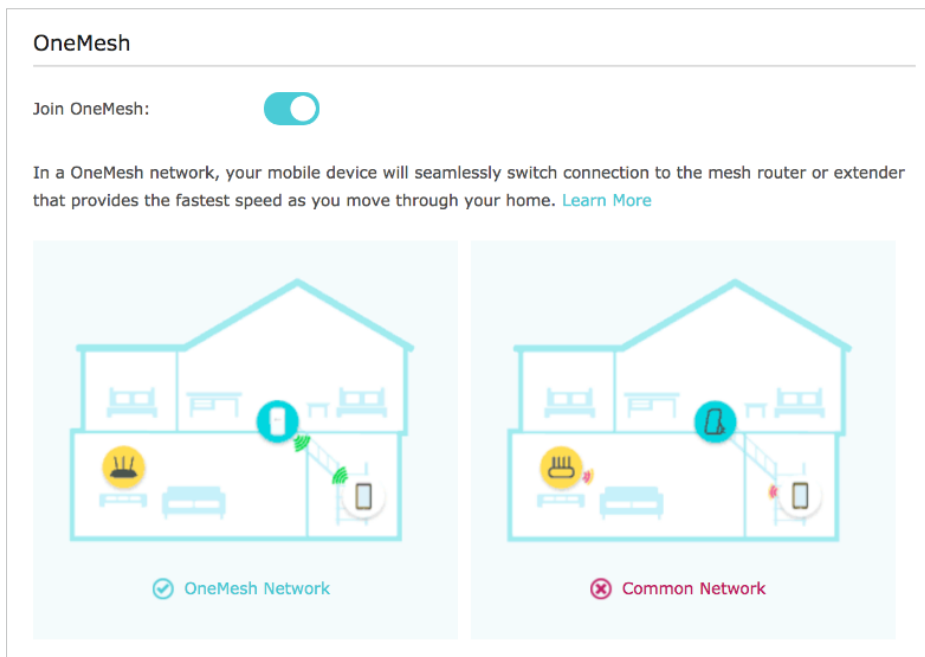 OneMesh
Join OneMesh:
In a OneMesh network, your mobile device will seamlessly switch connection to the mesh router or extender
that provides the fastest speed as you move through your home. Learn More
OneMesh Network
Common Network